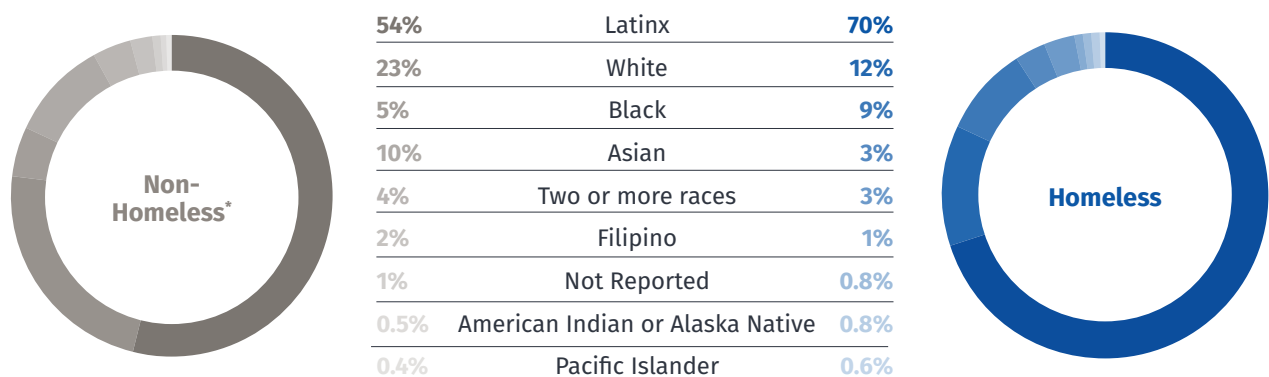 54% Latinx 70%
23% White 12%
5% Black 9%
10% Asian 3%
4% Two or more races 3%
2% Filipino 1%
1% Not Reported 0.8%
0.5% American Indian or Alaska Native 0.8%
0.4% Pacific Islander 0.6%
Non-
Homeless*
Homeless